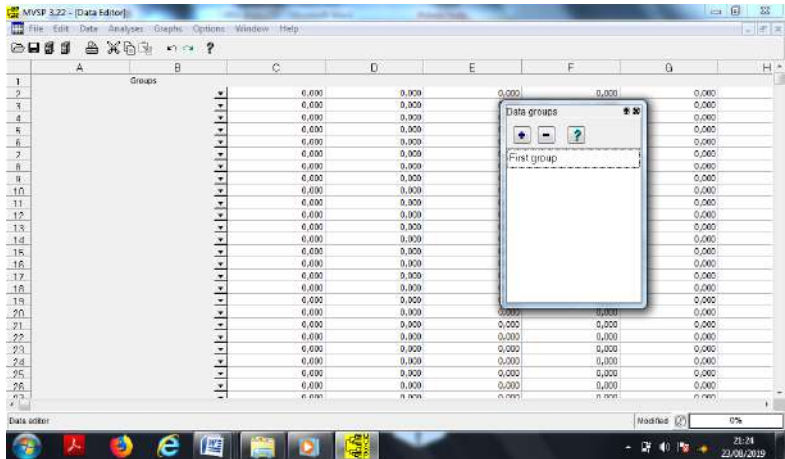 MVSP 3.22 - [Data Editor]
File Edit Data Analyses Graphs Options Window Help
A B C D E F G H
1 Groups
2 0,000 0,000 0,000 0,000 0,000
3 0,000 0,000 0,000
4 0,000 0,000 0,000
5 0,000 0,000 0,000
6 0,000 0,000 0,000
7 0,000 0,000 0,000
8 0,000 0,000 0,000
9 0,000 0,000 0,000
10 0,000 0,000 0,000
11 0,000 0,000 0,000
12 0,000 0,000 0,000
13 0,000 0,000 0,000
14 0,000 0,000 0,000
15 0,000 0,000 0,000
16 0,000 0,000 0,000
17 0,000 0,000 0,000
18 0,000 0,000 0,000
19 0,000 0,000 0,000
20 0,000 0,000 0,000 0,000 0,000
21 0,000 0,000 0,000 0,000 0,000
22 0,000 0,000 0,000 0,000 0,000
23 0,000 0,000 0,000 0,000 0,000
24 0,000 0,000 0,000 0,000 0,000
25 0,000 0,000 0,000 0,000 0,000
26 0,000 0,000 0,000 0,000 0,000
Data groups
+ - ?
First group
Data editor Modified 0%
21:24
23/08/2019